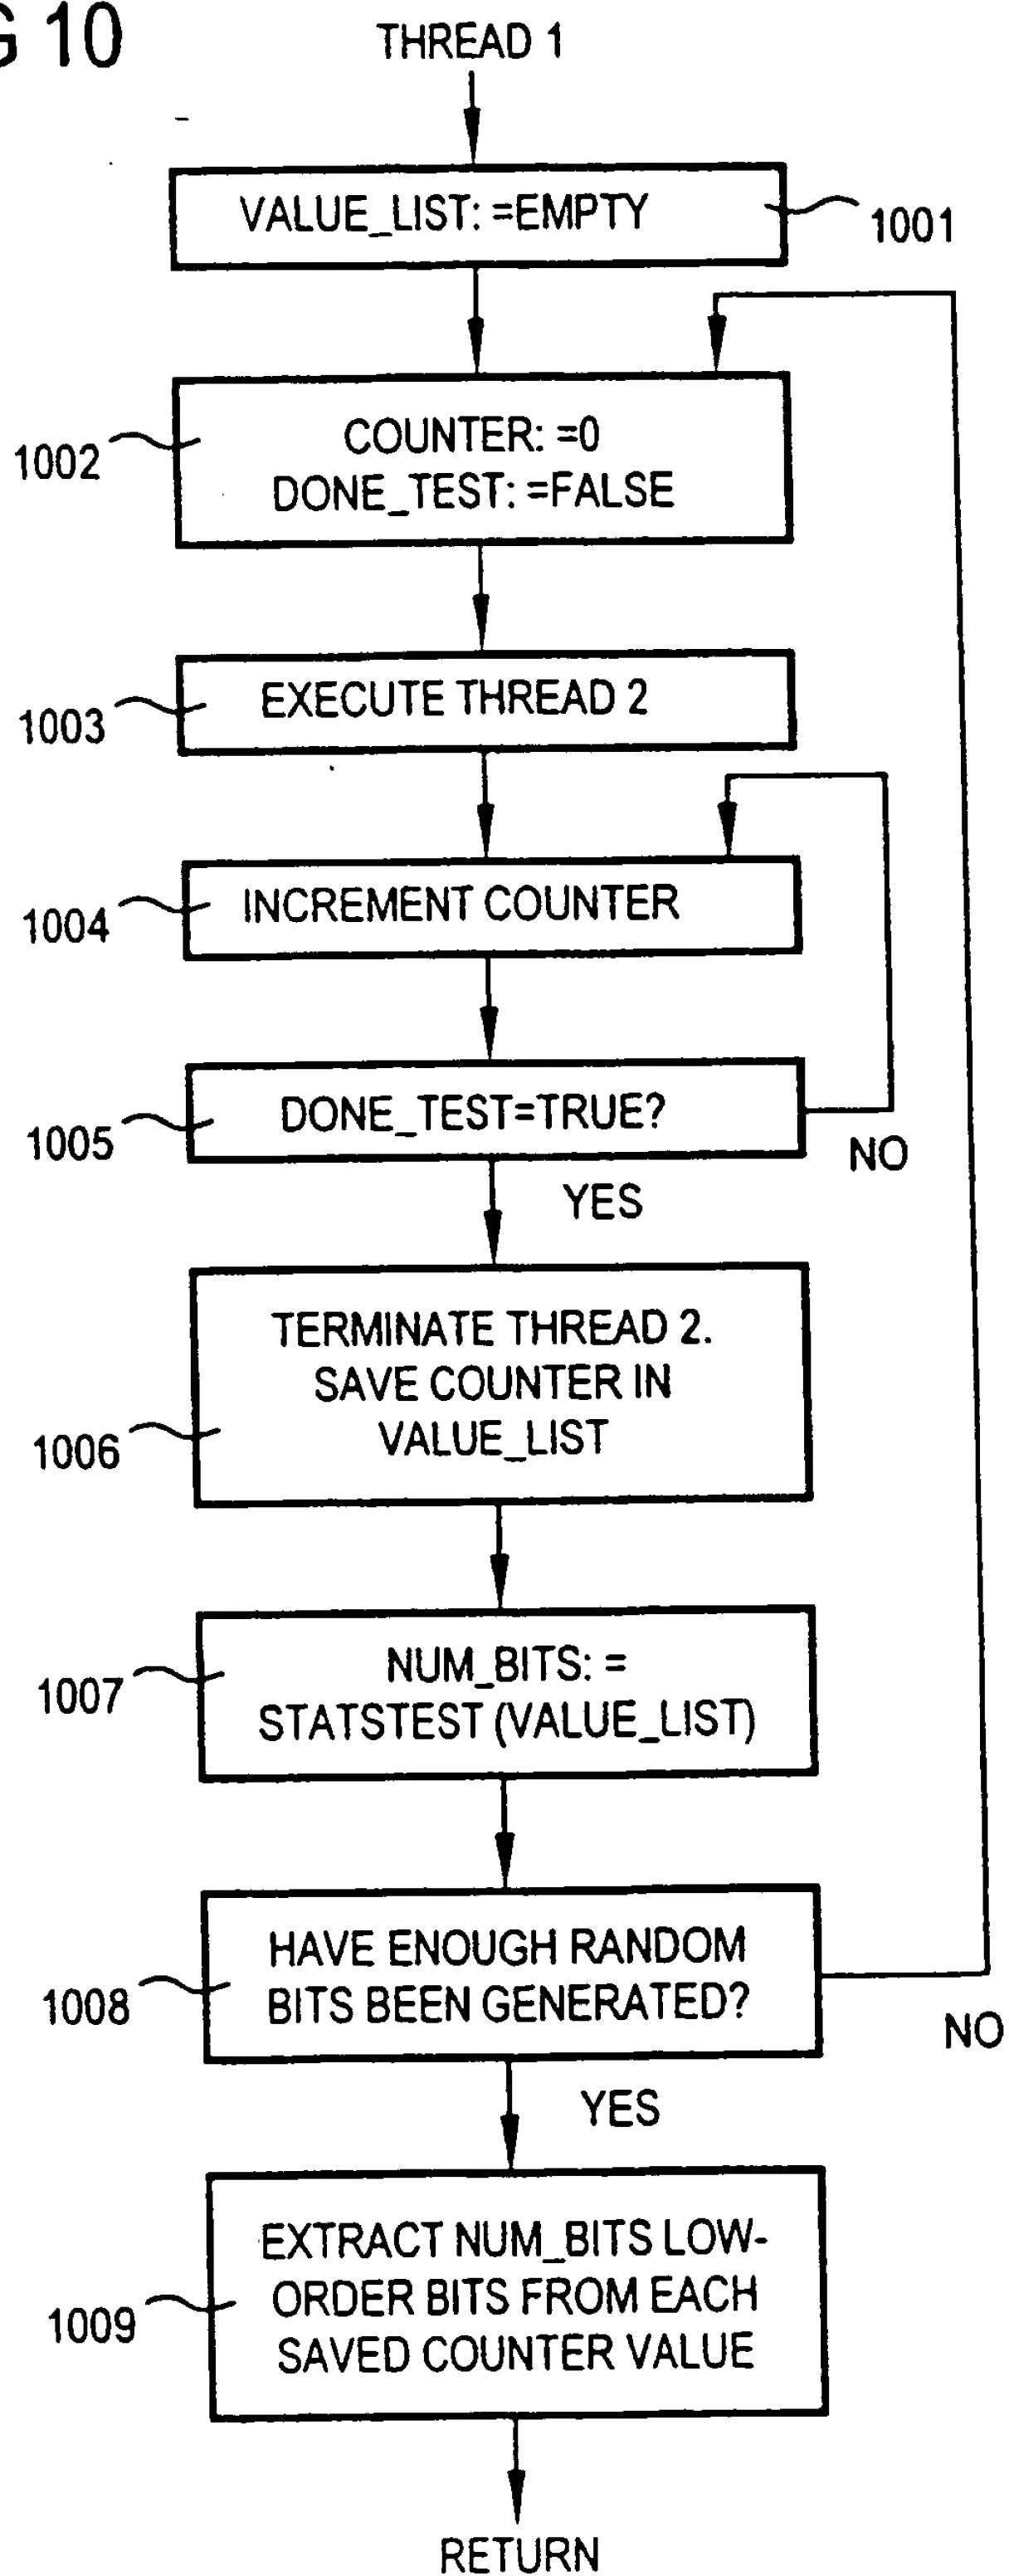 G 10
THREAD 1
VALUE_LIST: =EMPTY
1001
COUNTER: =0
DONE_TEST: =FALSE
1002
EXECUTE THREAD 2
1003
INCREMENT COUNTER
1004
DONE_TEST=TRUE?
1005
NO
YES
TERMINATE THREAD 2.
SAVE COUNTER IN
VALUE_LIST
1006
NUM_BITS: =
STATSTEST (VALUE_LIST)
1007
HAVE ENOUGH RANDOM
BITS BEEN GENERATED?
1008
NO
YES
EXTRACT NUM_BITS LOW-
ORDER BITS FROM EACH
SAVED COUNTER VALUE
1009
RETURN